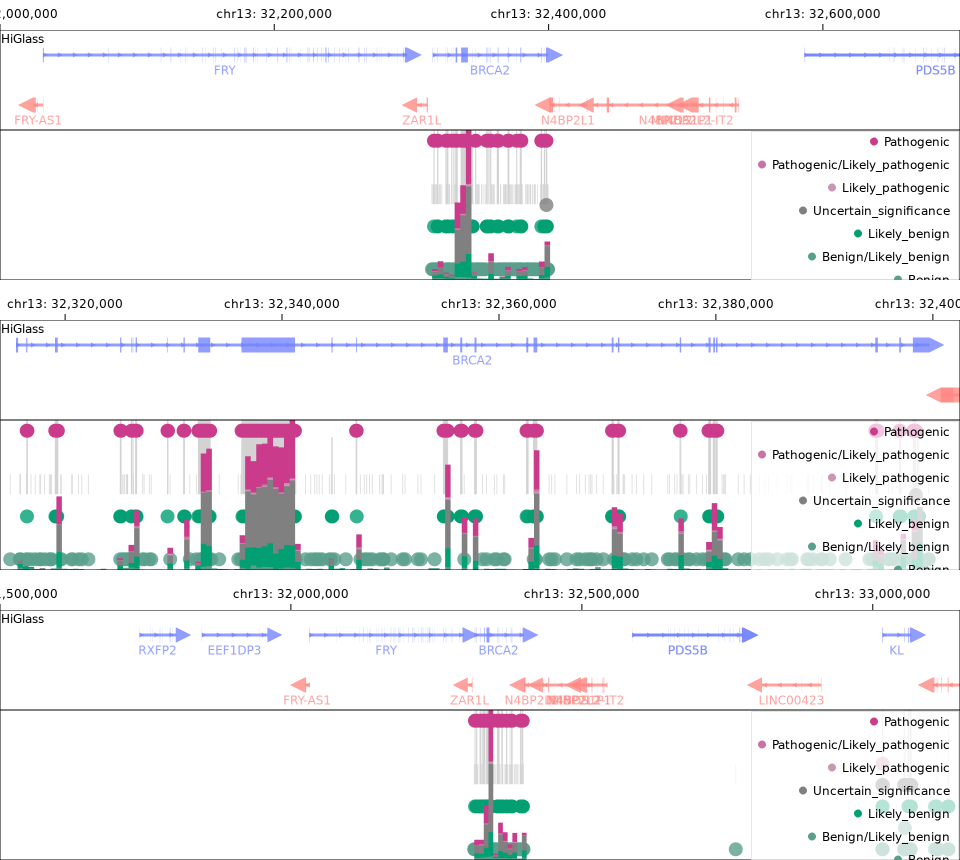 2,000,000 chr13: 32,200,000 chr13: 32,400,000 chr13: 32,600,000
HiGlass
FRY BRCA2 PDS5B
FRY-AS1 ZAR1L N4BP2L1
Pathogenic
Pathogenic/Likely_pathogenic
Likely_pathogenic
Uncertain_significance
Likely_benign
Benign/Likely_benign
Benign
chr13: 32,320,000 chr13: 32,340,000 chr13: 32,360,000 chr13: 32,380,000 chr13: 32,400
HiGlass
BRCA2
Pathogenic
Pathogenic/Likely_pathogenic
Likely_pathogenic
Uncertain_significance
Likely_benign
Benign/Likely_benign
Benign
,500,000 chr13: 32,000,000 chr13: 32,500,000 chr13: 33,000,000
HiGlass
RXFP2 EEF1DP3 FRY BRCA2 PDS5B KL
FRY-AS1 ZAR1L LINC00423
Pathogenic
Pathogenic/Likely_pathogenic
Likely_pathogenic
Uncertain_significance
Likely_benign
Benign/Likely_benign
Benign